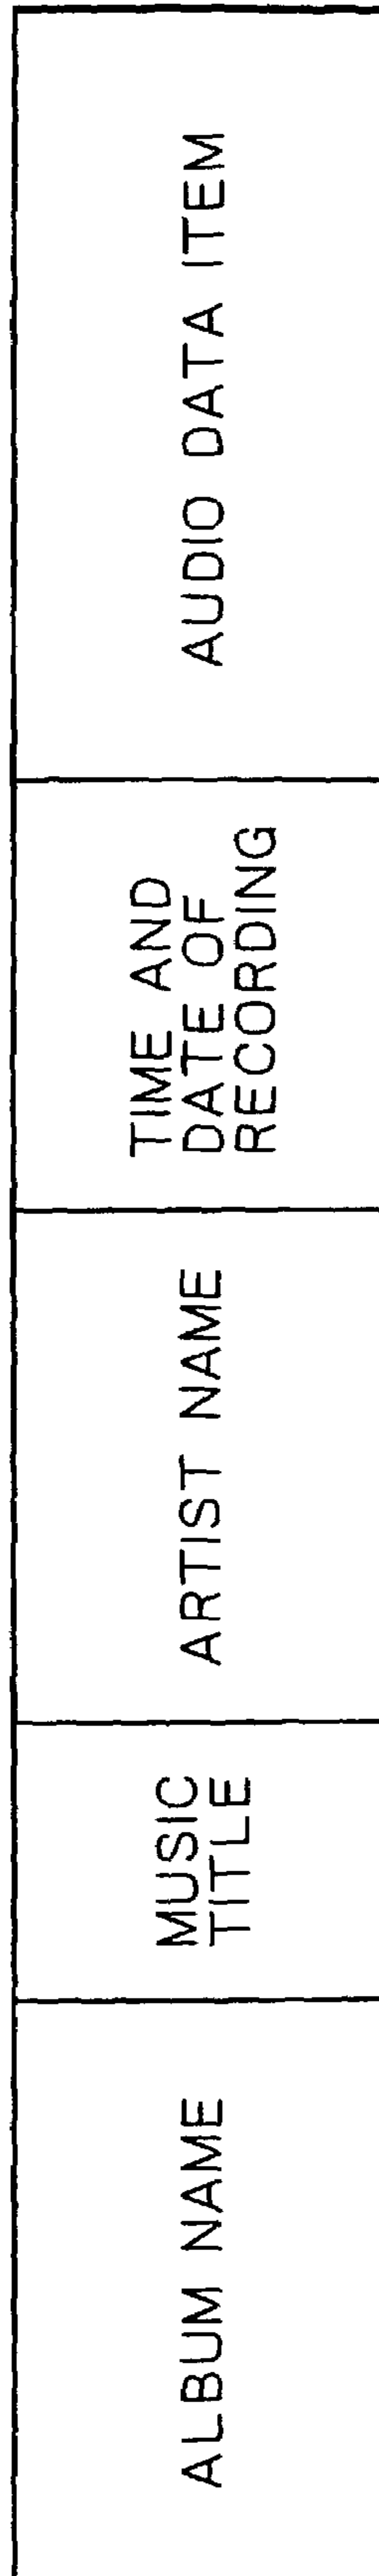 ALBUM NAME
MUSIC
TITLE
ARTIST NAME
TIME AND
DATE OF
RECORDING
AUDIO DATA ITEM